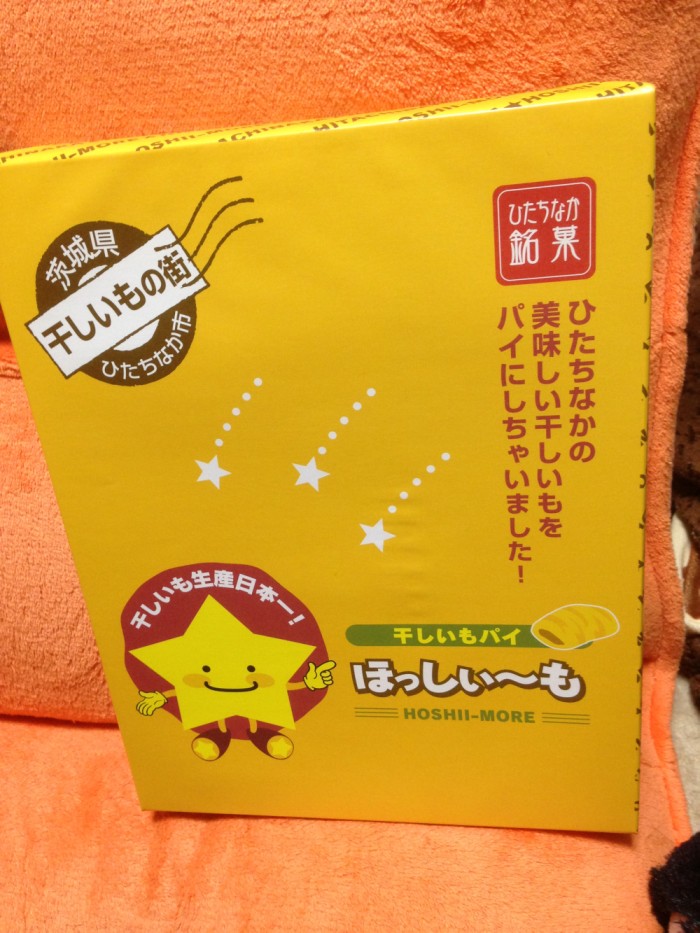 HOSHII-MORE
茨城県
干しいもの街
ひたちなか市
ひたちなか
銘菓
ひたちなかの
美味しい干しいもを
パイにしちゃいました！
干しいも生産日本一！
干しいもパイ
ほっしぃ～も
HOSHII-MORE